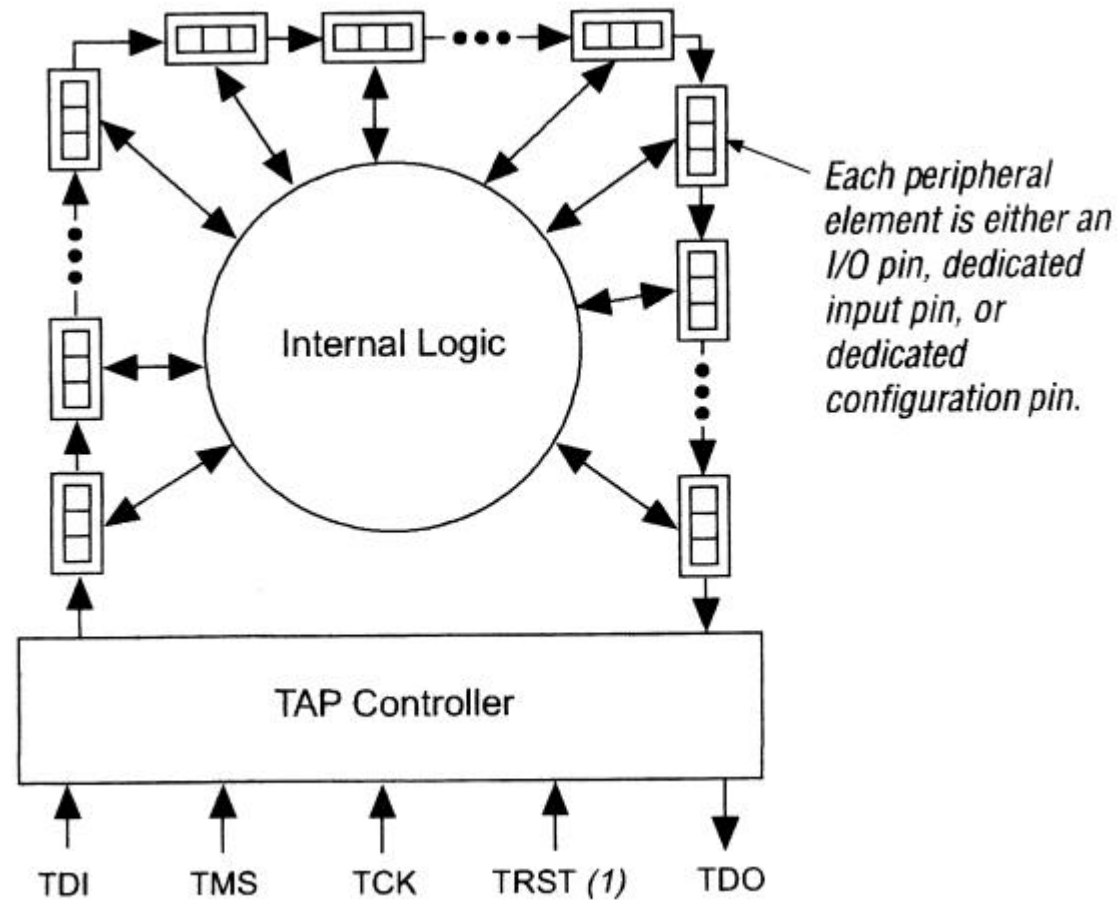 Each peripheral
element is either an
I/O pin, dedicated
input pin, or
dedicated
configuration pin.
Internal Logic
TAP Controller
TDI TMS TCK TRST (1) TDO